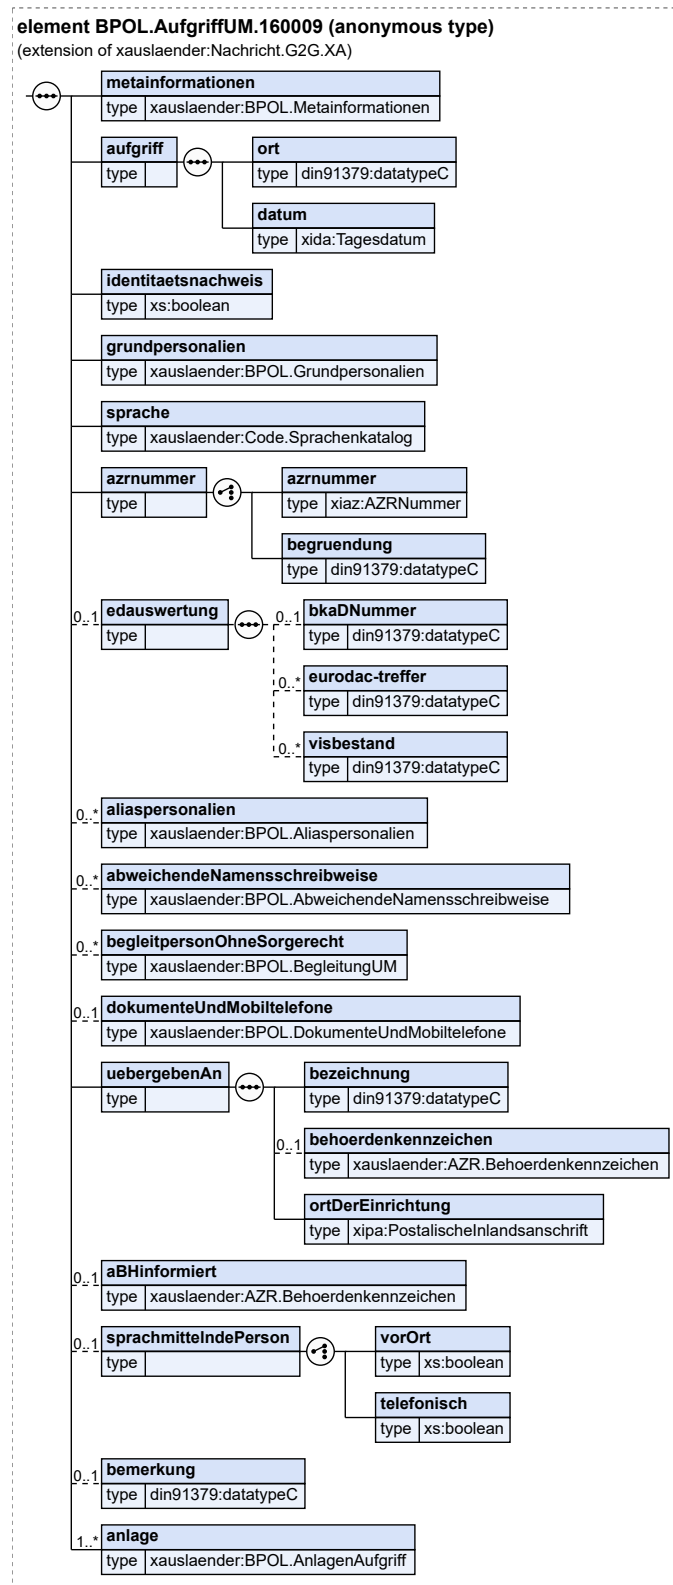 element BPOL.AufgriffUM.160009 (anonymous type)
(extension of xauslaender:Nachricht.G2G.XA)
metainformationen
type xauslaender:BPOL.Metainformationen
aufgriff
type
ort
type din91379:datatypeC
datum
type xida:Tagesdatum
identitaetsnachweis
type xs:boolean
grundpersonalien
type xauslaender:BPOL.Grundpersonalien
sprache
type xauslaender:Code.Sprachenkatalog
azrnummer
type
azrnummer
type xiaz:AZRNummer
begruendung
type din91379:datatypeC
0..1 edauswertung
type
0..1 bkaDNummer
type din91379:datatypeC
0..* eurodac-treffer
type din91379:datatypeC
0..* visbestand
type din91379:datatypeC
0..* aliaspersonalien
type xauslaender:BPOL.Aliaspersonalien
0..* abweichendeNamensschreibweise
type xauslaender:BPOL.AbweichendeNamensschreibweise
0..* begleitpersonOhneSorgerecht
type xauslaender:BPOL.BegleitungUM
0..1 dokumenteUndMobiltelefone
type xauslaender:BPOL.DokumenteUndMobiltelefone
uebergebenAn
type
bezeichnung
type din91379:datatypeC
0..1 behoerdenkennzeichen
type xauslaender:AZR.Behoerdenkennzeichen
ortDerEinrichtung
type xipa:PostalischeInlandsanschrift
0..1 aBHinformiert
type xauslaender:AZR.Behoerdenkennzeichen
0..1 sprachmittelndePerson
type
vorOrt
type xs:boolean
telefonisch
type xs:boolean
0..1 bemerkung
type din91379:datatypeC
1..* anlage
type xauslaender:BPOL.AnlagenAufgriff